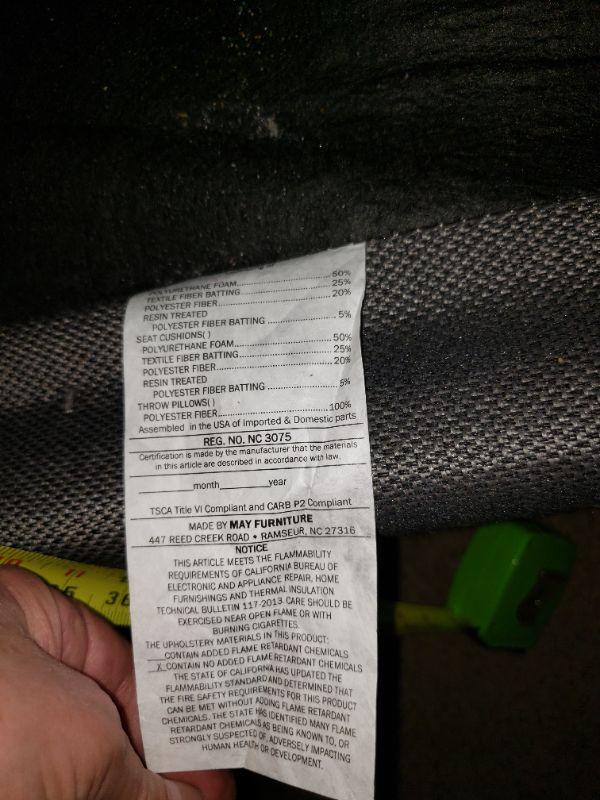 POLYURETHANE FOAM..................50%
TEXTILE FIBER BATTING..................25%
POLYESTER FIBER..................20%
RESIN TREATED
POLYESTER FIBER BATTING ..................5%
SEAT CUSHIONS( )
POLYURETHANE FOAM..................50%
TEXTILE FIBER BATTING..................25%
POLYESTER FIBER..................20%
RESIN TREATED
POLYESTER FIBER BATTING ..................5%
THROW PILLOWS( )
POLYESTER FIBER..................100%
Assembled in the USA of Imported & Domestic parts
REG. NO. NC 3075
Certification is made by the manufacturer that the materials
in this article are described in accordance with law.
________month________year
TSCA Title VI Compliant and CARB P2 Compliant
MADE BY MAY FURNITURE
447 REED CREEK ROAD • RAMSEUR, NC 27316
NOTICE
THIS ARTICLE MEETS THE FLAMMABILITY
REQUIREMENTS OF CALIFORNIA BUREAU OF
ELECTRONIC AND APPLIANCE REPAIR, HOME
FURNISHINGS AND THERMAL INSULATION
TECHNICAL BULLETIN 117-2013. CARE SHOULD BE
EXERCISED NEAR OPEN FLAME OR WITH
BURNING CIGARETTES.
THE UPHOLSTERY MATERIALS IN THIS PRODUCT:
___CONTAIN ADDED FLAME RETARDANT CHEMICALS
_X_CONTAIN NO ADDED FLAME RETARDANT CHEMICALS
THE STATE OF CALIFORNIA HAS UPDATED THE
FLAMMABILITY STANDARD AND DETERMINED THAT
THE FIRE SAFETY REQUIREMENTS FOR THIS PRODUCT
CAN BE MET WITHOUT ADDING FLAME RETARDANT
CHEMICALS. THE STATE HAS IDENTIFIED MANY FLAME
RETARDANT CHEMICALS AS BEING KNOWN TO, OR
STRONGLY SUSPECTED OF, ADVERSELY IMPACTING
HUMAN HEALTH OR DEVELOPMENT.
11
36